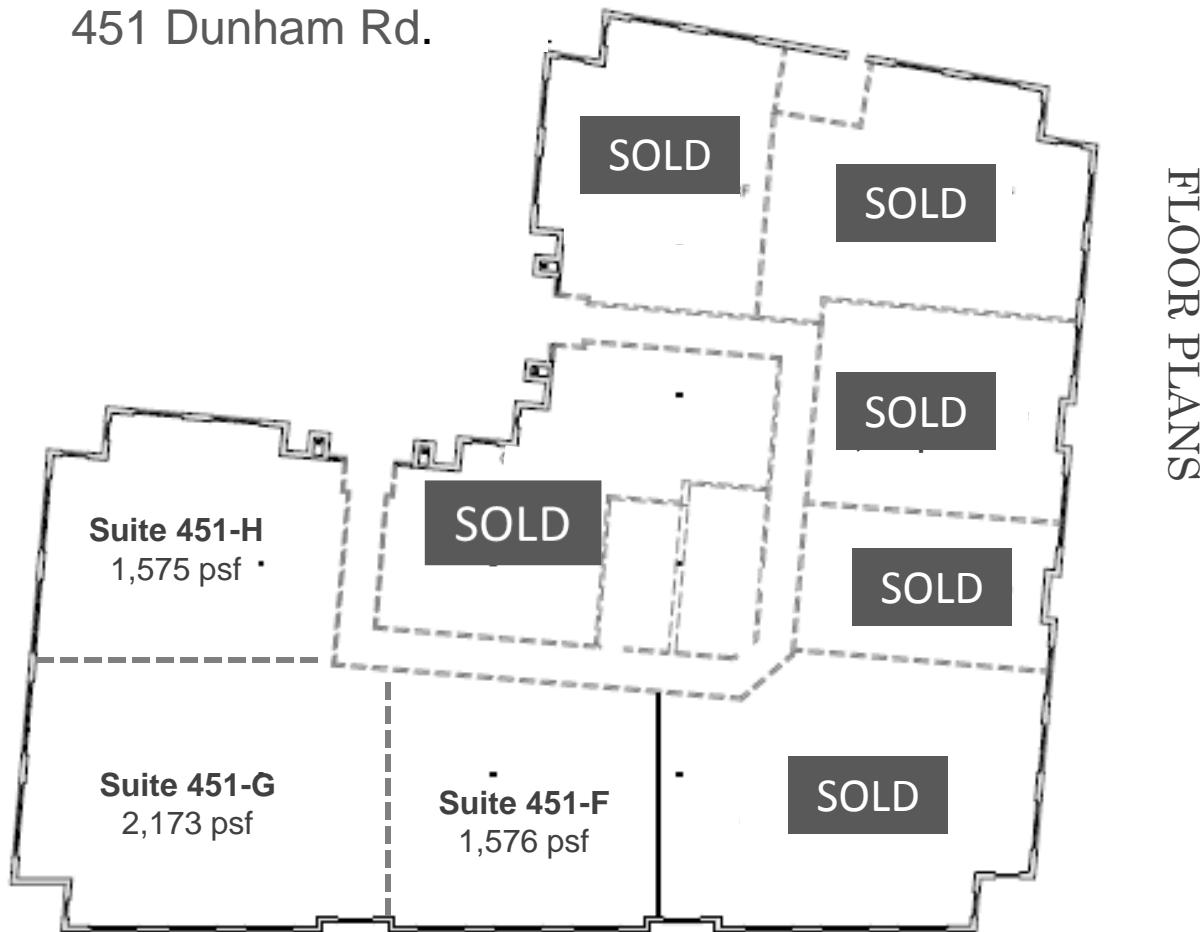 451 Dunham Rd.
SOLD
SOLD
FLOOR PLANS
SOLD
SOLD
Suite 451-H
1,575 psf
SOLD
Suite 451-G
2,173 psf
Suite 451-F
1,576 psf
SOLD